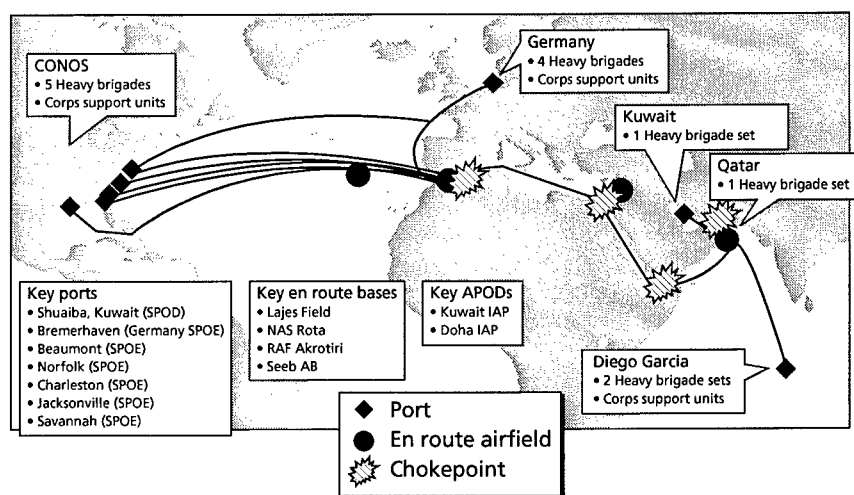 Germany
• 4 Heavy brigades
• Corps support units
CONOS
• 5 Heavy brigades
• Corps support units
Kuwait
• 1 Heavy brigade set
Qatar
• 1 Heavy brigade set
Key ports
• Shuaiba, Kuwait (SPOD)
• Bremerhaven (Germany SPOE)
• Beaumont (SPOE)
• Norfolk (SPOE)
• Charleston (SPOE)
• Jacksonville (SPOE)
• Savannah (SPOE)
Key en route bases
• Lajes Field
• NAS Rota
• RAF Akrotiri
• Seeb AB
Key APODs
• Kuwait IAP
• Doha IAP
Diego Garcia
• 2 Heavy brigade sets
• Corps support units
Port
En route airfield
Chokepoint